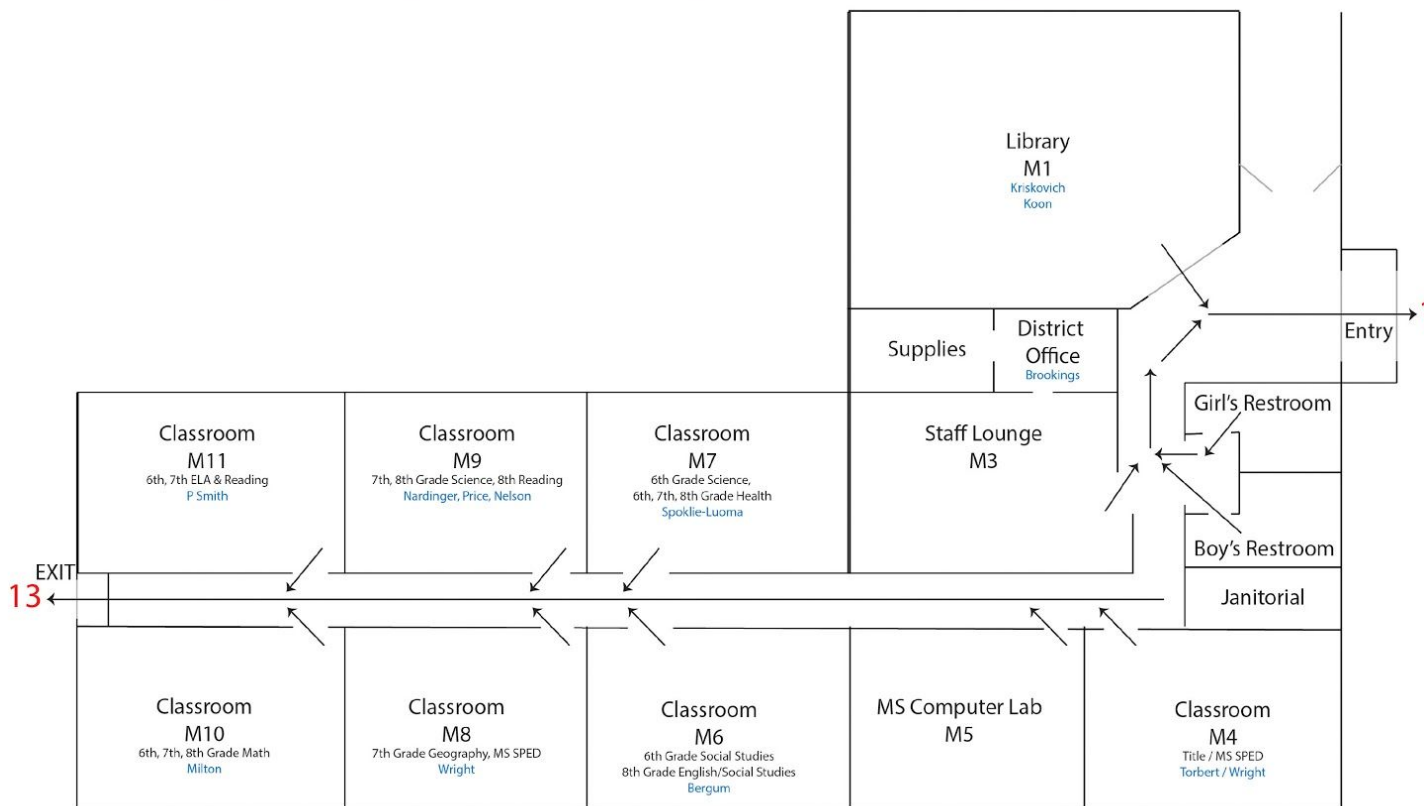 Library
M1
Kriskovich
Koon
Supplies
District
Office
Brookings
Entry
Girl's Restroom
Classroom
M11
6th, 7th ELA & Reading
P Smith
Classroom
M9
7th, 8th Grade Science, 8th Reading
Nardinger, Price, Nelson
Classroom
M7
6th Grade Science,
6th, 7th, 8th Grade Health
Spoklie-Luoma
Staff Lounge
M3
Boy's Restroom
EXIT
13
Janitorial
Classroom
M10
6th, 7th, 8th Grade Math
Milton
Classroom
M8
7th Grade Geography, MS SPED
Wright
Classroom
M6
6th Grade Social Studies
8th Grade English/Social Studies
Bergum
MS Computer Lab
M5
Classroom
M4
Title / MS SPED
Torbert / Wright